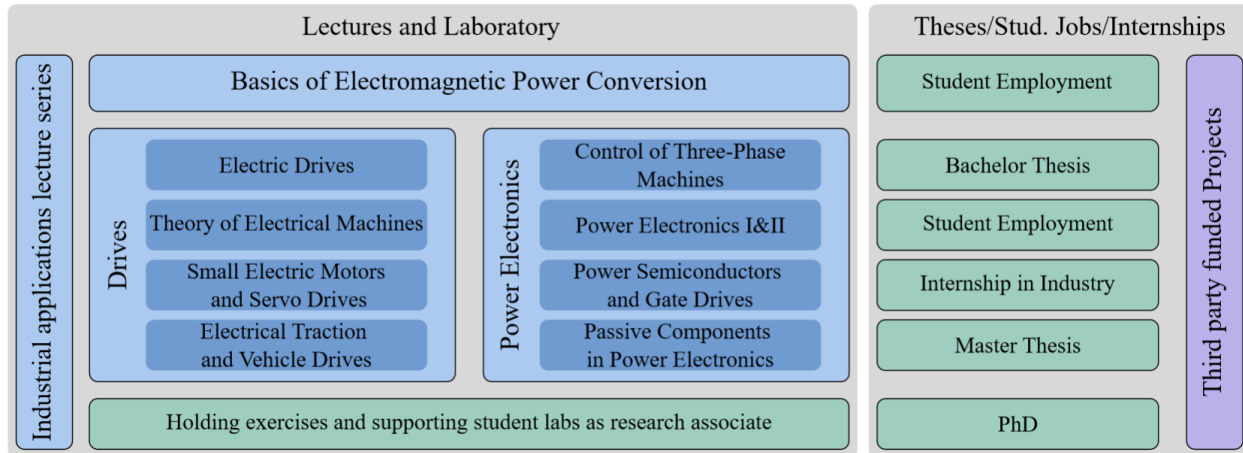 Lectures and Laboratory
Industrial applications lecture series
Basics of Electromagnetic Power Conversion
Drives
Electric Drives
Theory of Electrical Machines
Small Electric Motors
and Servo Drives
Electrical Traction
and Vehicle Drives
Power Electronics
Control of Three-Phase
Machines
Power Electronics I&II
Power Semiconductors
and Gate Drives
Passive Components
in Power Electronics
Holding exercises and supporting student labs as research associate
Theses/Stud. Jobs/Internships
Student Employment
Bachelor Thesis
Student Employment
Internship in Industry
Master Thesis
PhD
Third party funded Projects